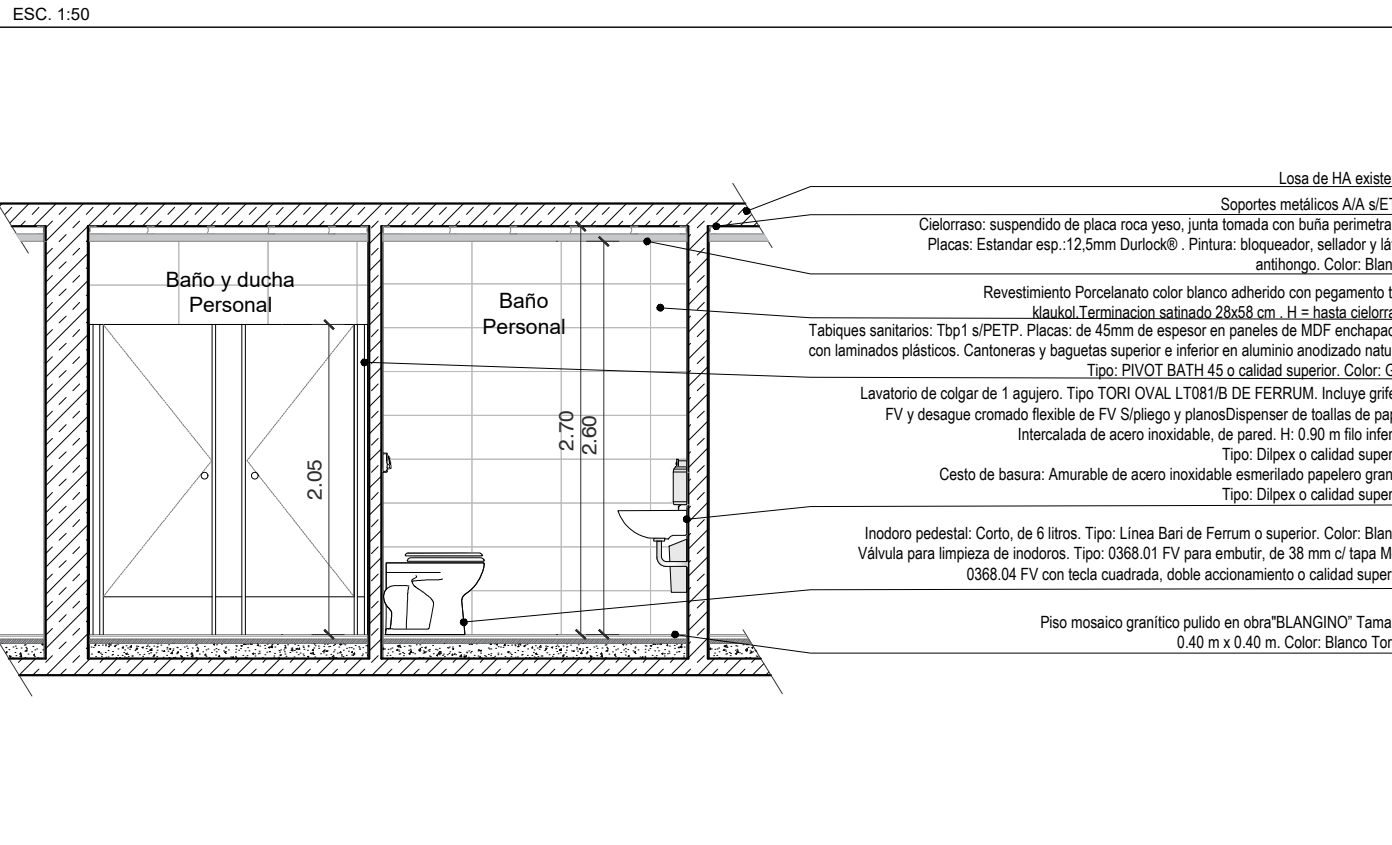 ESC. 1:50
Losa de HA existe
Soportes metálicos A/A s/ET
Cielorraso: suspendido de placa roca yeso, junta tomada con buña perimetra
Placas: Estandar esp.:12,5mm Durlock® . Pintura: bloqueador, sellador y lá
antihongo. Color: Blan
Revestimiento Porcelanato color blanco adherido con pegamento t
klaukol.Terminacion satinado 28x58 cm . H = hasta cielorra
Tabiques sanitarios: Tbp1 s/PETP. Placas: de 45mm de espesor en paneles de MDF enchapad
con laminados plásticos. Cantoneras y baguetas superior e inferior en aluminio anodizado natu
Tipo: PIVOT BATH 45 o calidad superior. Color: G
Lavatorio de colgar de 1 agujero. Tipo TORI OVAL LT081/B DE FERRUM. Incluye grife
FV y desague cromado flexible de FV S/pliego y planosDispenser de toallas de pap
Intercalada de acero inoxidable, de pared. H: 0.90 m filo infer
Tipo: Dilpex o calidad super
Cesto de basura: Amurable de acero inoxidable esmerilado papelero gran
Tipo: Dilpex o calidad super
Inodoro pedestal: Corto, de 6 litros. Tipo: Línea Bari de Ferrum o superior. Color: Blan
Válvula para limpieza de inodoros. Tipo: 0368.01 FV para embutir, de 38 mm c/ tapa M
0368.04 FV con tecla cuadrada, doble accionamiento o calidad super
Piso mosaico granítico pulido en obra"BLANGINO” Tama
0.40 m x 0.40 m. Color: Blanco Tor
Baño y ducha
Personal
Baño
Personal
2.05
2.70
2.60